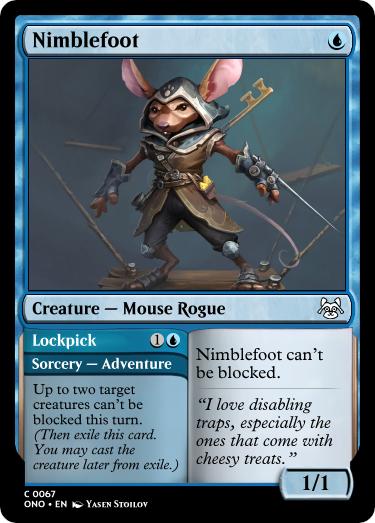 Nimblefoot
Creature — Mouse Rogue
Lockpick 1
Sorcery — Adventure
Up to two target
creatures can't be
blocked this turn.
(Then exile this card.
You may cast the
creature later from exile.)
Nimblefoot can't
be blocked.
“I love disabling
traps, especially the
ones that come with
cheesy treats.”
1/1
C 0067
ONO • EN Yasen Stoilov